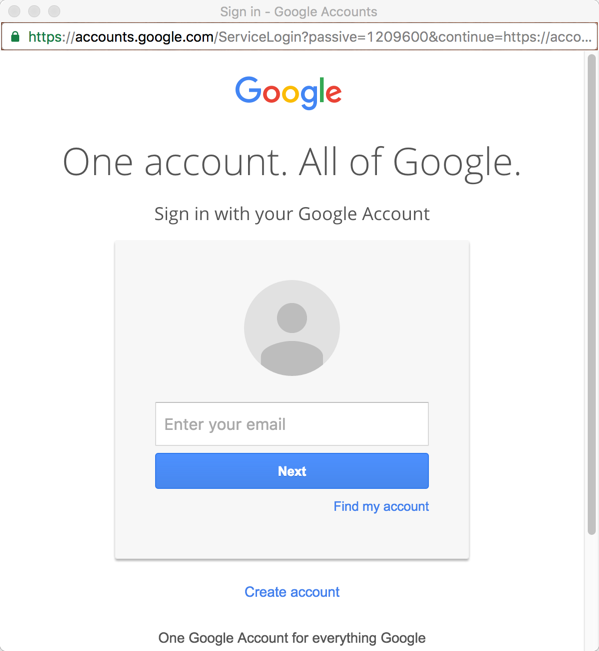 Sign in - Google Accounts
https://accounts.google.com/ServiceLogin?passive=1209600&continue=https://acco...
Google
One account. All of Google.
Sign in with your Google Account
Enter your email
Next
Find my account
Create account
One Google Account for everything Google